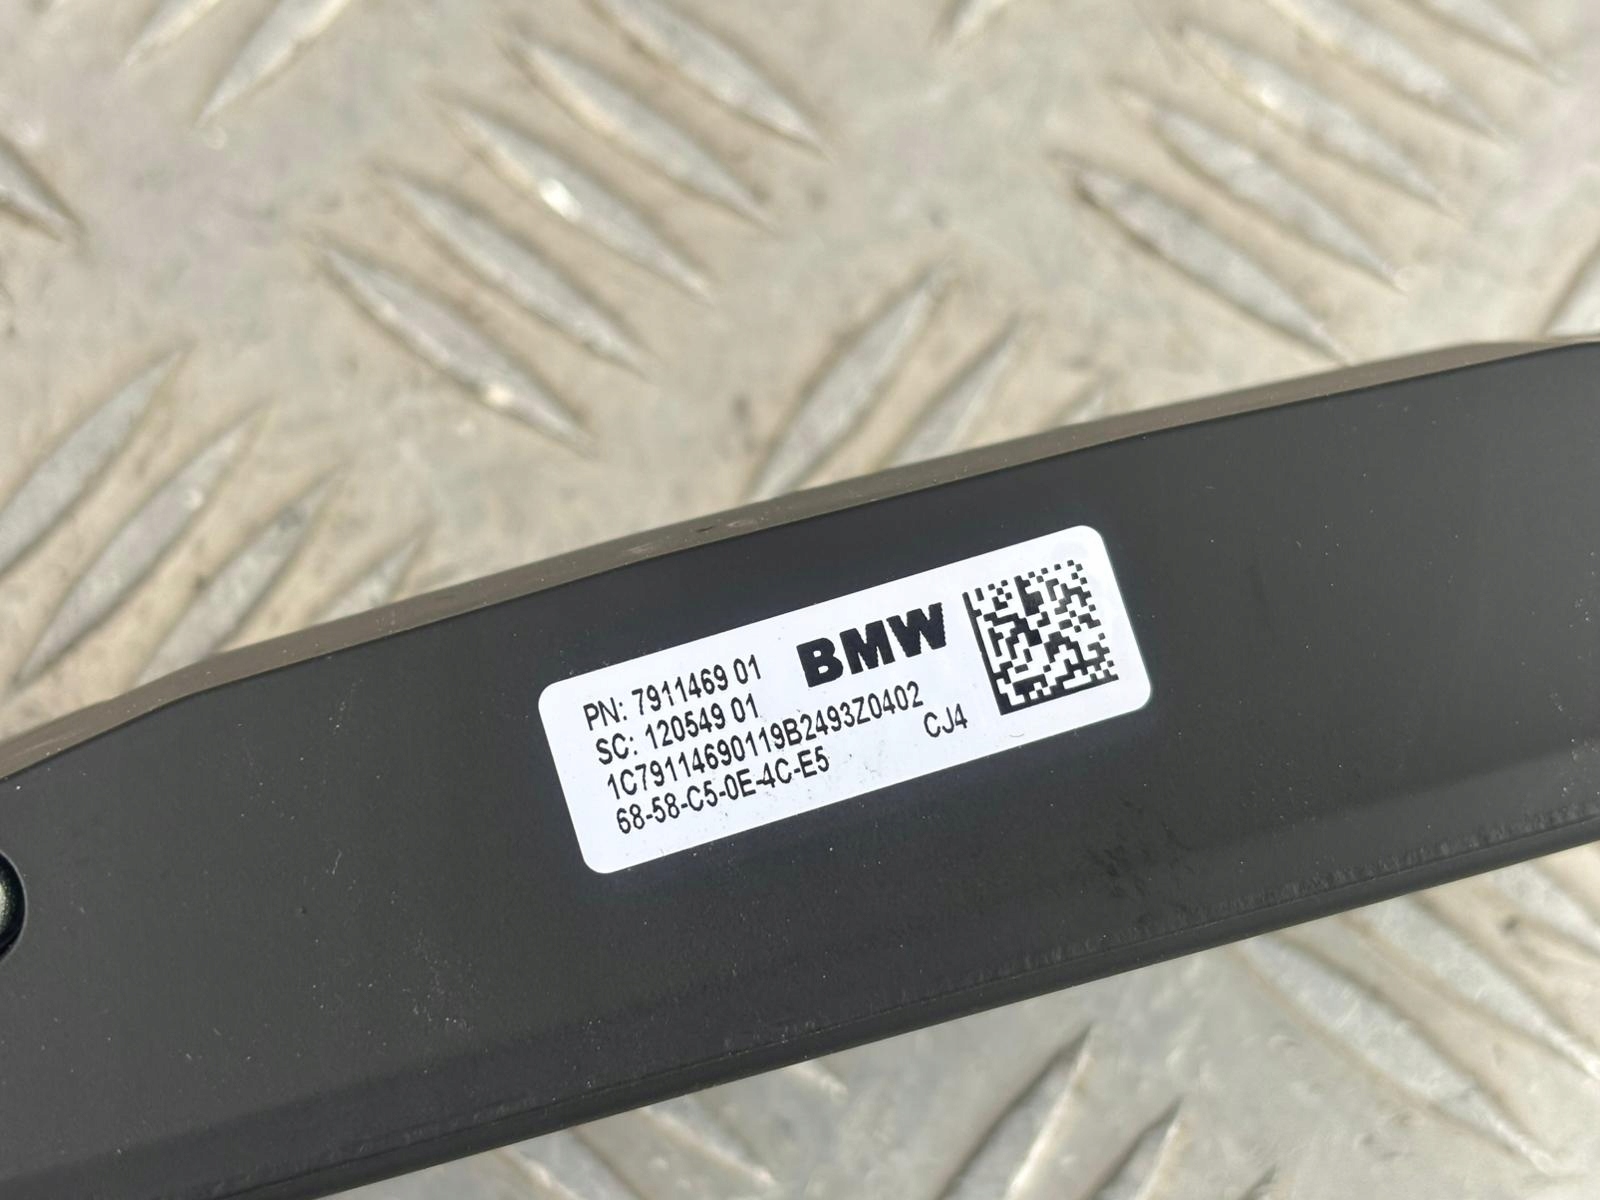 BMW
PN: 7911469 01
SC: 120549 01
1C79114690119B2493Z0402
68-58-C5-0E-4C-E5
CJ4